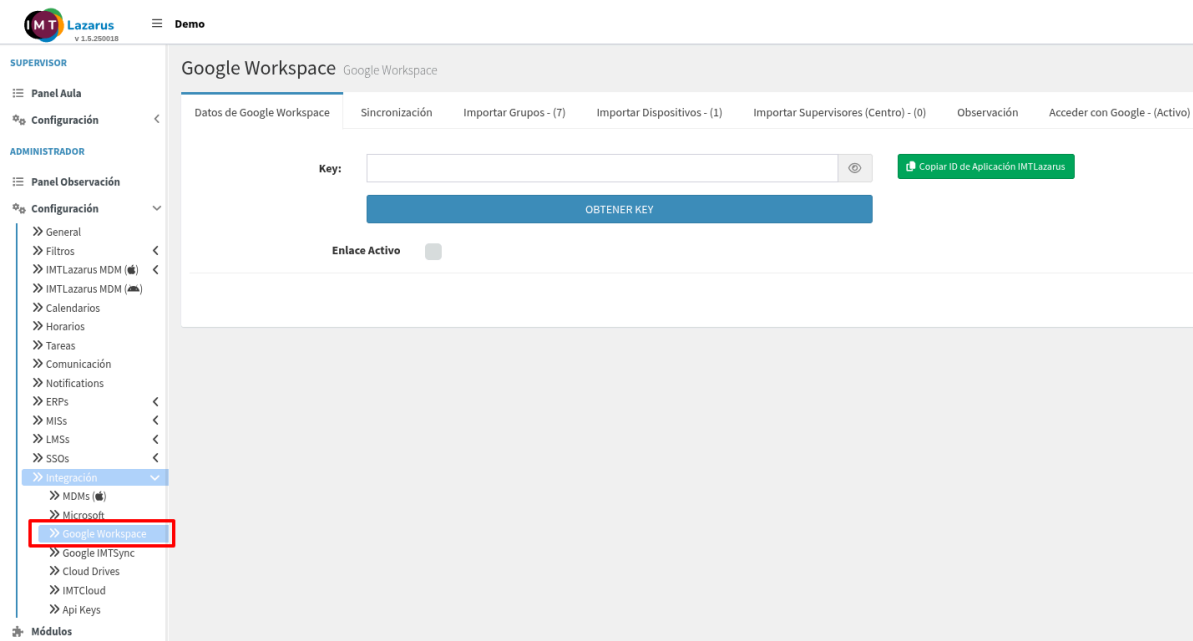 IMT Lazarus
v 1.5.250018
Demo
SUPERVISOR
Panel Aula
Configuración
ADMINISTRADOR
Panel Observación
Configuración
General
Filtros
IMTLazarus MDM ()
IMTLazarus MDM ()
Calendarios
Horarios
Tareas
Comunicación
Notifications
ERPs
MISs
LMSs
SSOs
Integración
MDMs ()
Microsoft
Google Workspace
Google IMTSync
Cloud Drives
IMTCloud
Api Keys
Módulos
Google Workspace Google Workspace
Datos de Google Workspace Sincronización Importar Grupos - (7) Importar Dispositivos - (1) Importar Supervisores (Centro) - (0) Observación Acceder con Google - (Activo)
Key:
Copiar ID de Aplicación IMTLazarus
OBTENER KEY
Enlace Activo